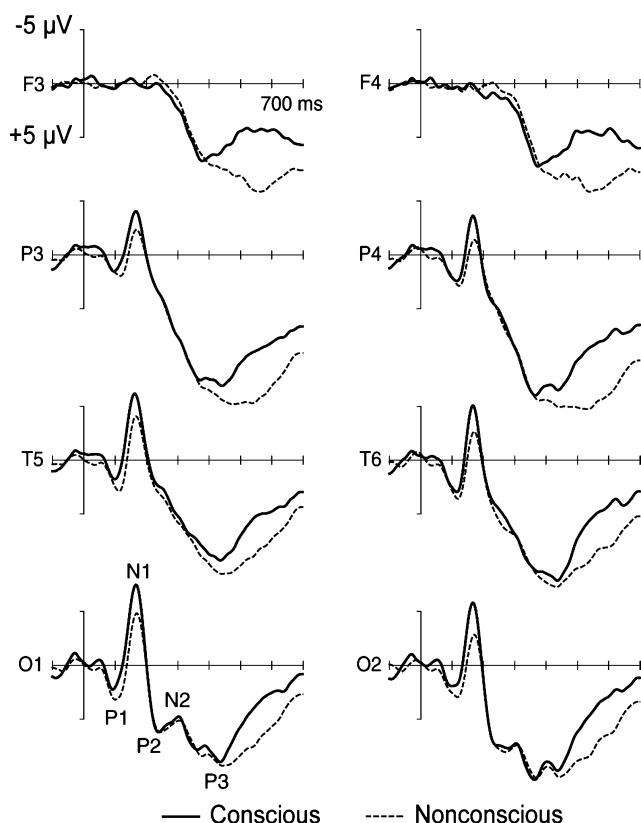 -5 µV
F3
F4
700 ms
+5 µV
P3
P4
T5
T6
N1
O1
O2
P1
N2
P2
P3
Conscious
Nonconscious